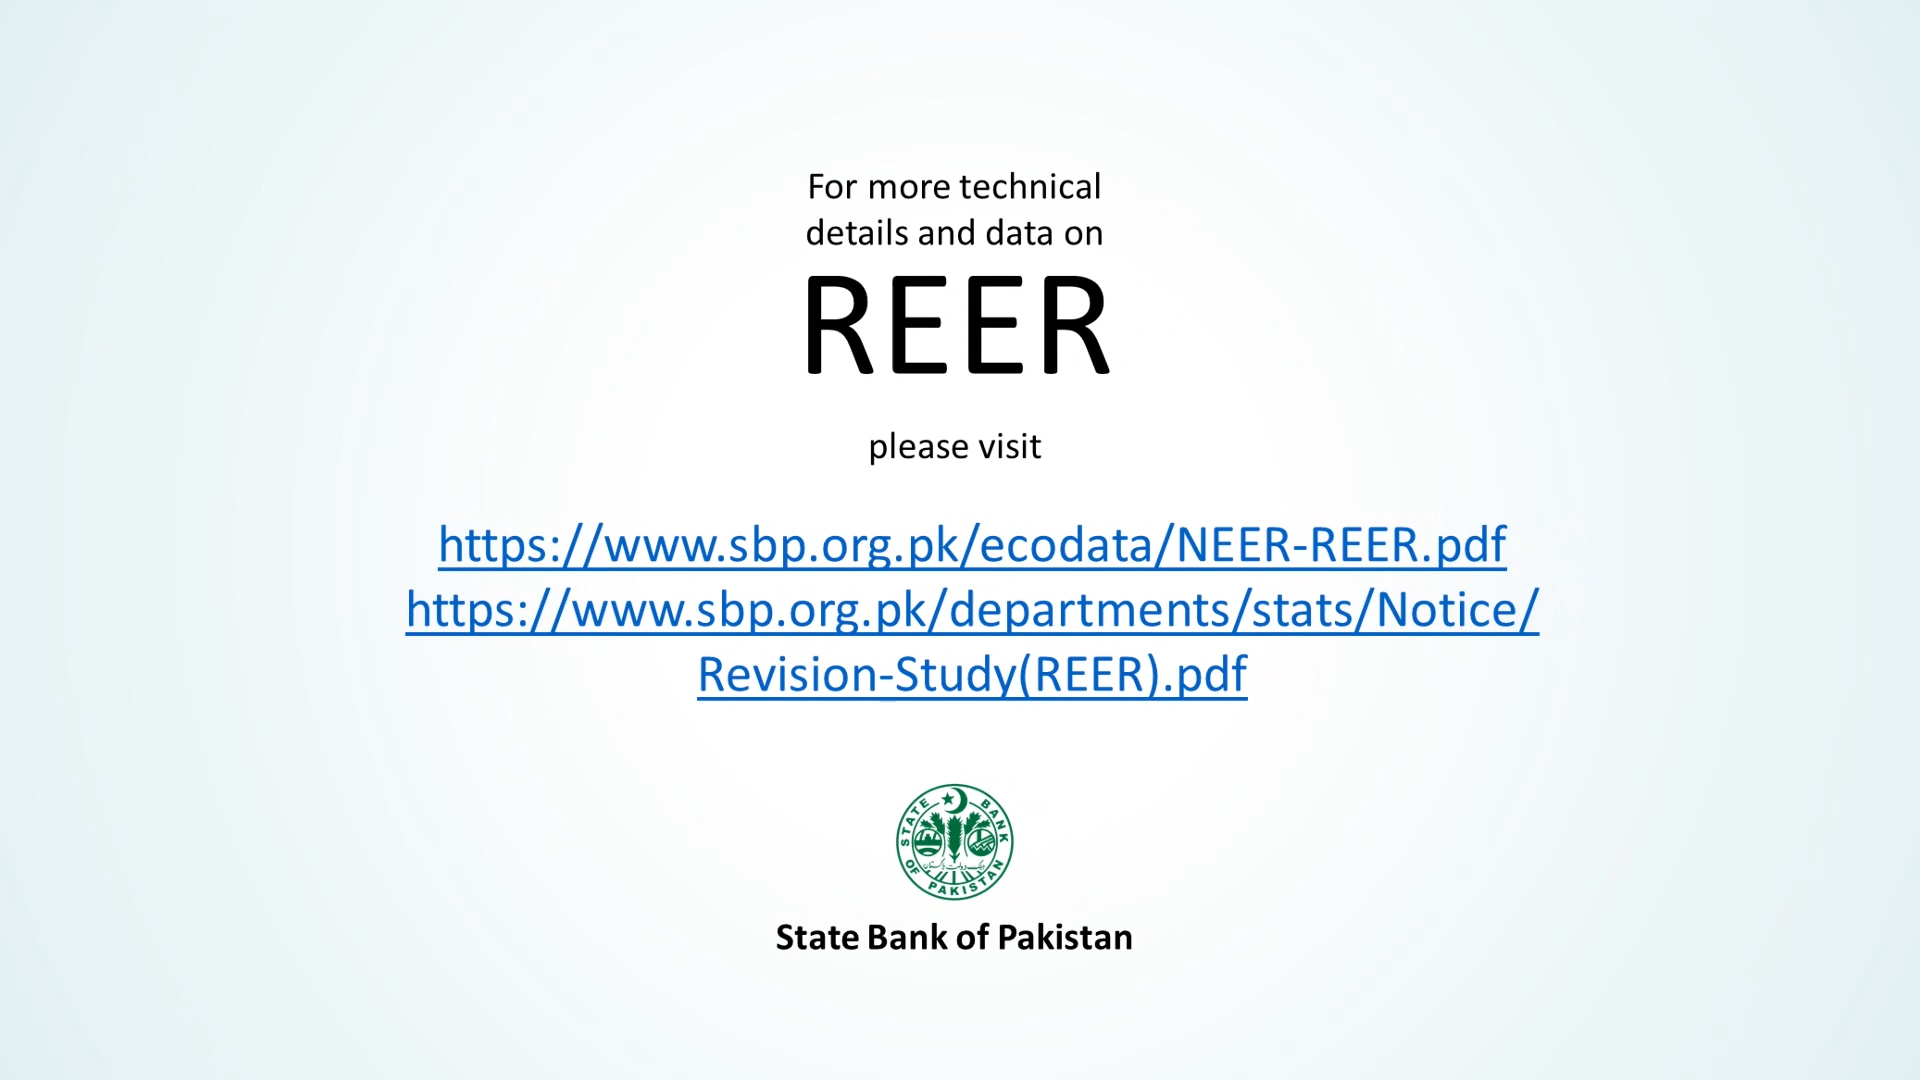 For more technical
details and data on
REER
please visit
https://www.sbp.org.pk/ecodata/NEER-REER.pdf
https://www.sbp.org.pk/departments/stats/Notice/
Revision-Study(REER).pdf
STATE BANK OF PAKISTAN
State Bank of Pakistan